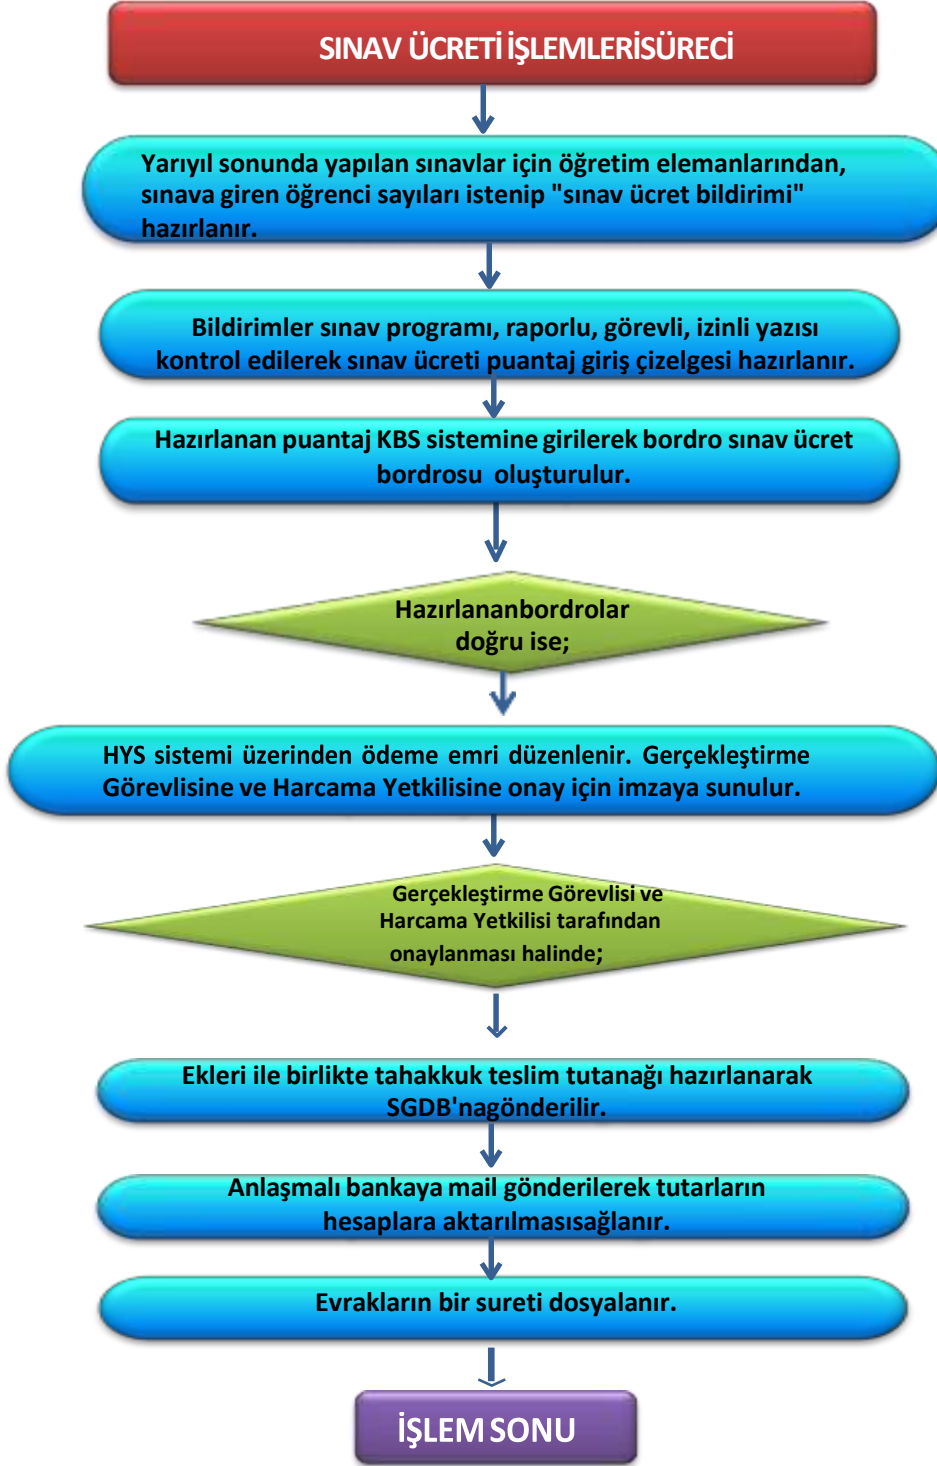 SINAV ÜCRETİ İŞLEMLERİSÜRECİ
Yarıyıl sonunda yapılan sınavlar için öğretim elemanlarından,
sınava giren öğrenci sayıları istenip "sınav ücret bildirimi"
hazırlanır.
Bildirimler sınav programı, raporlu, görevli, izinli yazısı
kontrol edilerek sınav ücreti puantaj giriş çizelgesi hazırlanır.
Hazırlanan puantaj KBS sistemine girilerek bordro sınav ücret
bordrosu oluşturulur.
Hazırlananbordrolar
doğru ise;
HYS sistemi üzerinden ödeme emri düzenlenir. Gerçekleştirme
Görevlisine ve Harcama Yetkilisine onay için imzaya sunulur.
Gerçekleştirme Görevlisi ve
Harcama Yetkilisi tarafından
onaylanması halinde;
Ekleri ile birlikte tahakkuk teslim tutanağı hazırlanarak
SGDB'nagönderilir.
Anlaşmalı bankaya mail gönderilerek tutarların
hesaplara aktarılmasısağlanır.
Evrakların bir sureti dosyalanır.
İŞLEM SONU